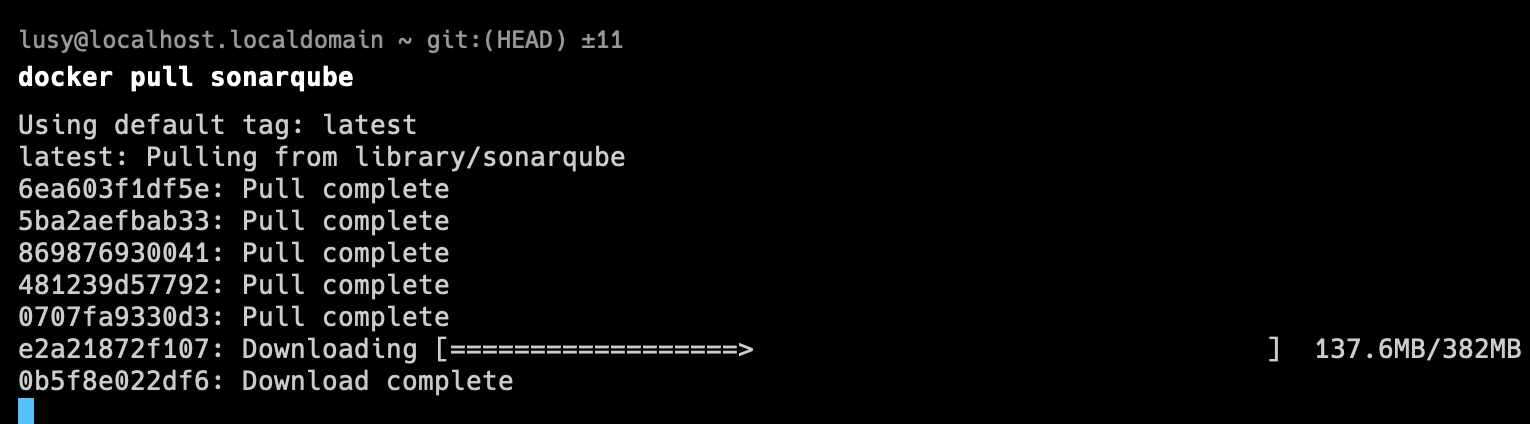 lusy@localhost.localdomain ~ git:(HEAD) ±11
docker pull sonarqube
Using default tag: latest
latest: Pulling from library/sonarqube
6ea603f1df5e: Pull complete
5ba2aefbab33: Pull complete
869876930041: Pull complete
481239d57792: Pull complete
0707fa9330d3: Pull complete
e2a21872f107: Downloading [==================>                                ]  137.6MB/382MB
0b5f8e022df6: Download complete